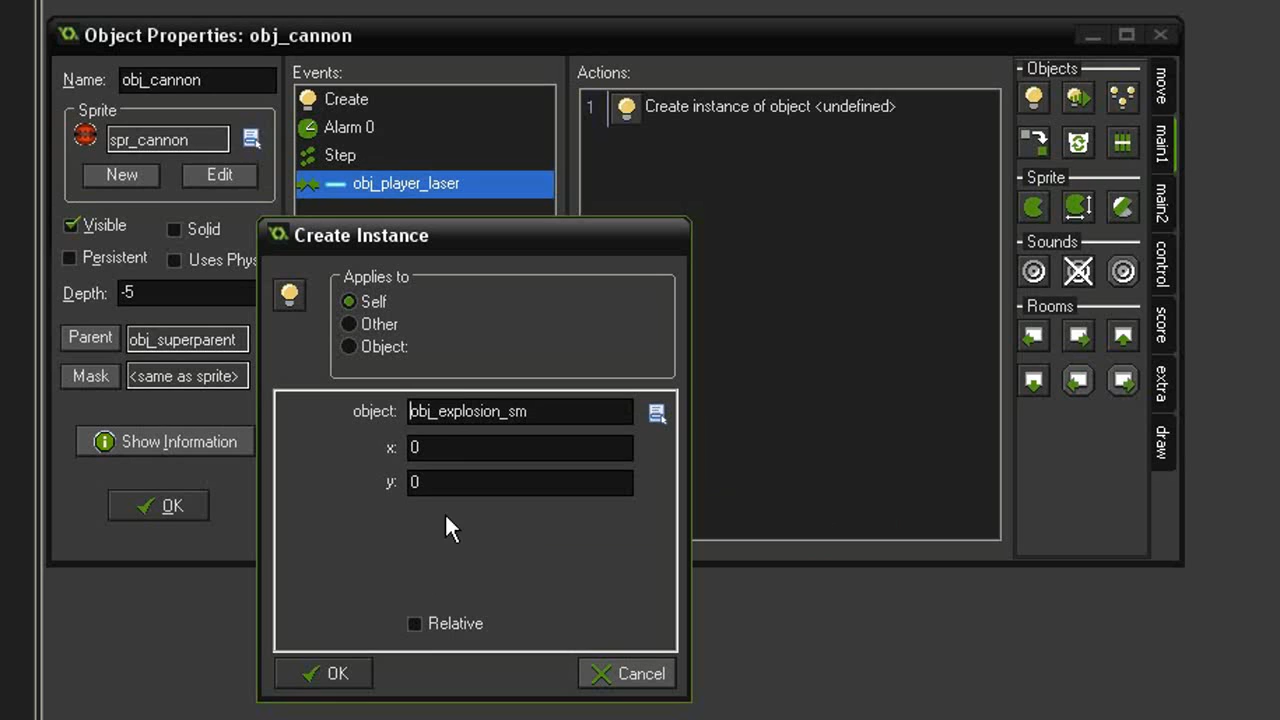 Object Properties: obj_cannon
Name: obj_cannon
Sprite
spr_cannon
New Edit
Visible Solid
Persistent Uses Phys
Depth: -5
Parent obj_superparent
Mask <same as sprite>
Show Information
OK
Events:
Create
Alarm 0
Step
obj_player_laser
Actions:
1 Create instance of object <undefined>
Objects
Sprite
Sounds
Rooms
move
main1
main2
control
score
extra
draw
Create Instance
Applies to
Self
Other
Object:
object: obj_explosion_sm
x: 0
y: 0
Relative
OK Cancel